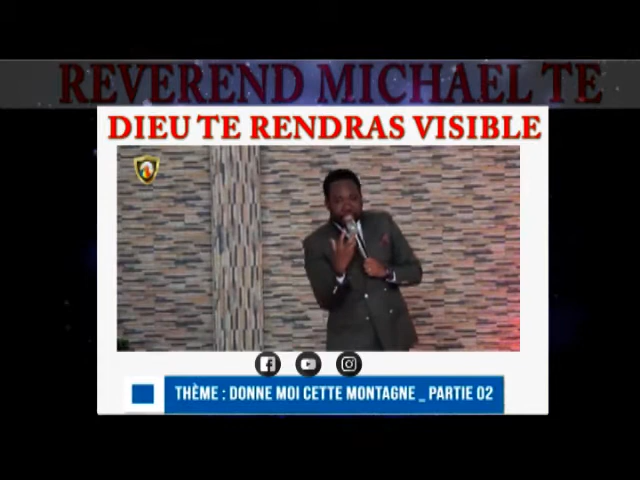 REVEREND MICHAEL TE
DIEU TE RENDRAS VISIBLE
THÈME : DONNE MOI CETTE MONTAGNE _ PARTIE 02